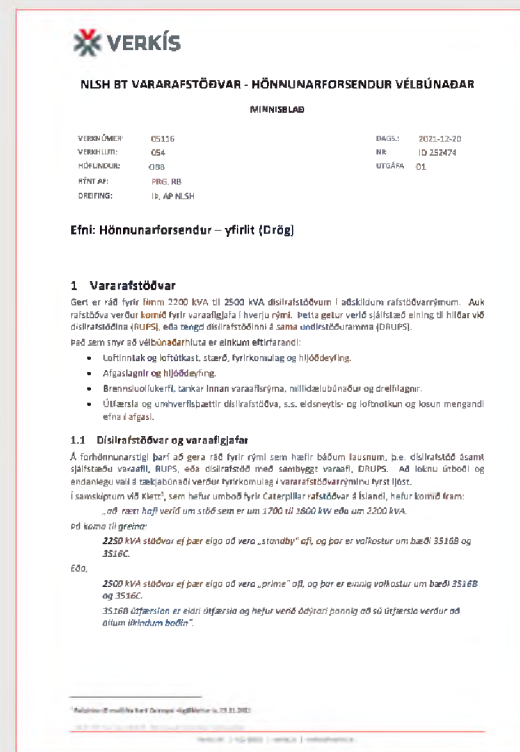 VERKÍS
NLSH BT VARARAFSTÖÐVAR - HÖNNUNARFORSENDUR VÉLBÚNAÐAR
MINNISBLAÐ
VERKNÚMER: 05116 DAGS.: 2021-12-20
VERKHLUTI: 054 NR: ID 252474
HÖFUNDUR: OBB ÚTGÁFA 01
RÝNT AF: PRG, RB
DREIFING: IÞ, AP NLSH
Efni: Hönnunarforsendur – yfirlit (Drög)
1 Vararafstöðvar
Gert er ráð fyrir fimm 2200 kVA til 2500 kVA dísilrafstöðvum í aðskildum rafstöðvarrýmum. Auk
rafstöðva verður komið fyrir varaaflgjafa í hverju rými. Þetta getur verið sjálfstæð eining til hliðar við
dísilrafstöðina (RUPS), eða tengd dísilrafstöðinni á sama undirstöðuramma (DRUPS).
Það sem snýr að vélbúnaðarhluta er einkum eftirfarandi:
• Loftinntak og loftútkast, stærð, fyrirkomulag og hljóðdeyfing.
• Afgaslagnir og hljóðdeyfing.
• Brennsluolíukerfi, tankar innan varaaflsrýma, millidælubúnaður og dreifilagnir.
• Útfærsla og umhverfisþættir dísilrafstöðva, s.s. eldsneytis- og loftnotkun og losun mengandi
efna í afgasi.
1.1 Dísilrafstöðvar og varaaflgjafar
Á forhönnunarstigi þarf að gera ráð fyrir rými sem hæfir báðum lausnum, þ.e. dísilrafstöð ásamt
sjálfstæðu varaafli, RUPS, eða dísilrafstöð með sambyggt varaafl, DRUPS. Að loknu útboði og
endanlegu vali á tækjabúnaði verður fyrirkomulag í vararafstöðvarrýminu fyrst ljóst.
Í samskiptum við Klett¹, sem hefur umboð fyrir Caterpillar rafstöðvar á Íslandi, hefur komið fram:
„að rætt hafi verið um stöð sem er um 1700 til 1800 kW eða um 2200 kVA.
Þá koma til greina:
2250 kVA stöðvar ef þær eiga að vera „standby“ afl, og þar er valkostur um bæði 3516B og
3516C.
Eða,
2500 kVA stöðvar ef þær eiga að vera „prime“ afl, og þar er einnig valkostur um bæði 3516B
og 3516C.
3516B útfærslan er eldri útfærsla og hefur verið ódýrari þannig að sú útfærsla verður að
öllum líkindum boðin“.